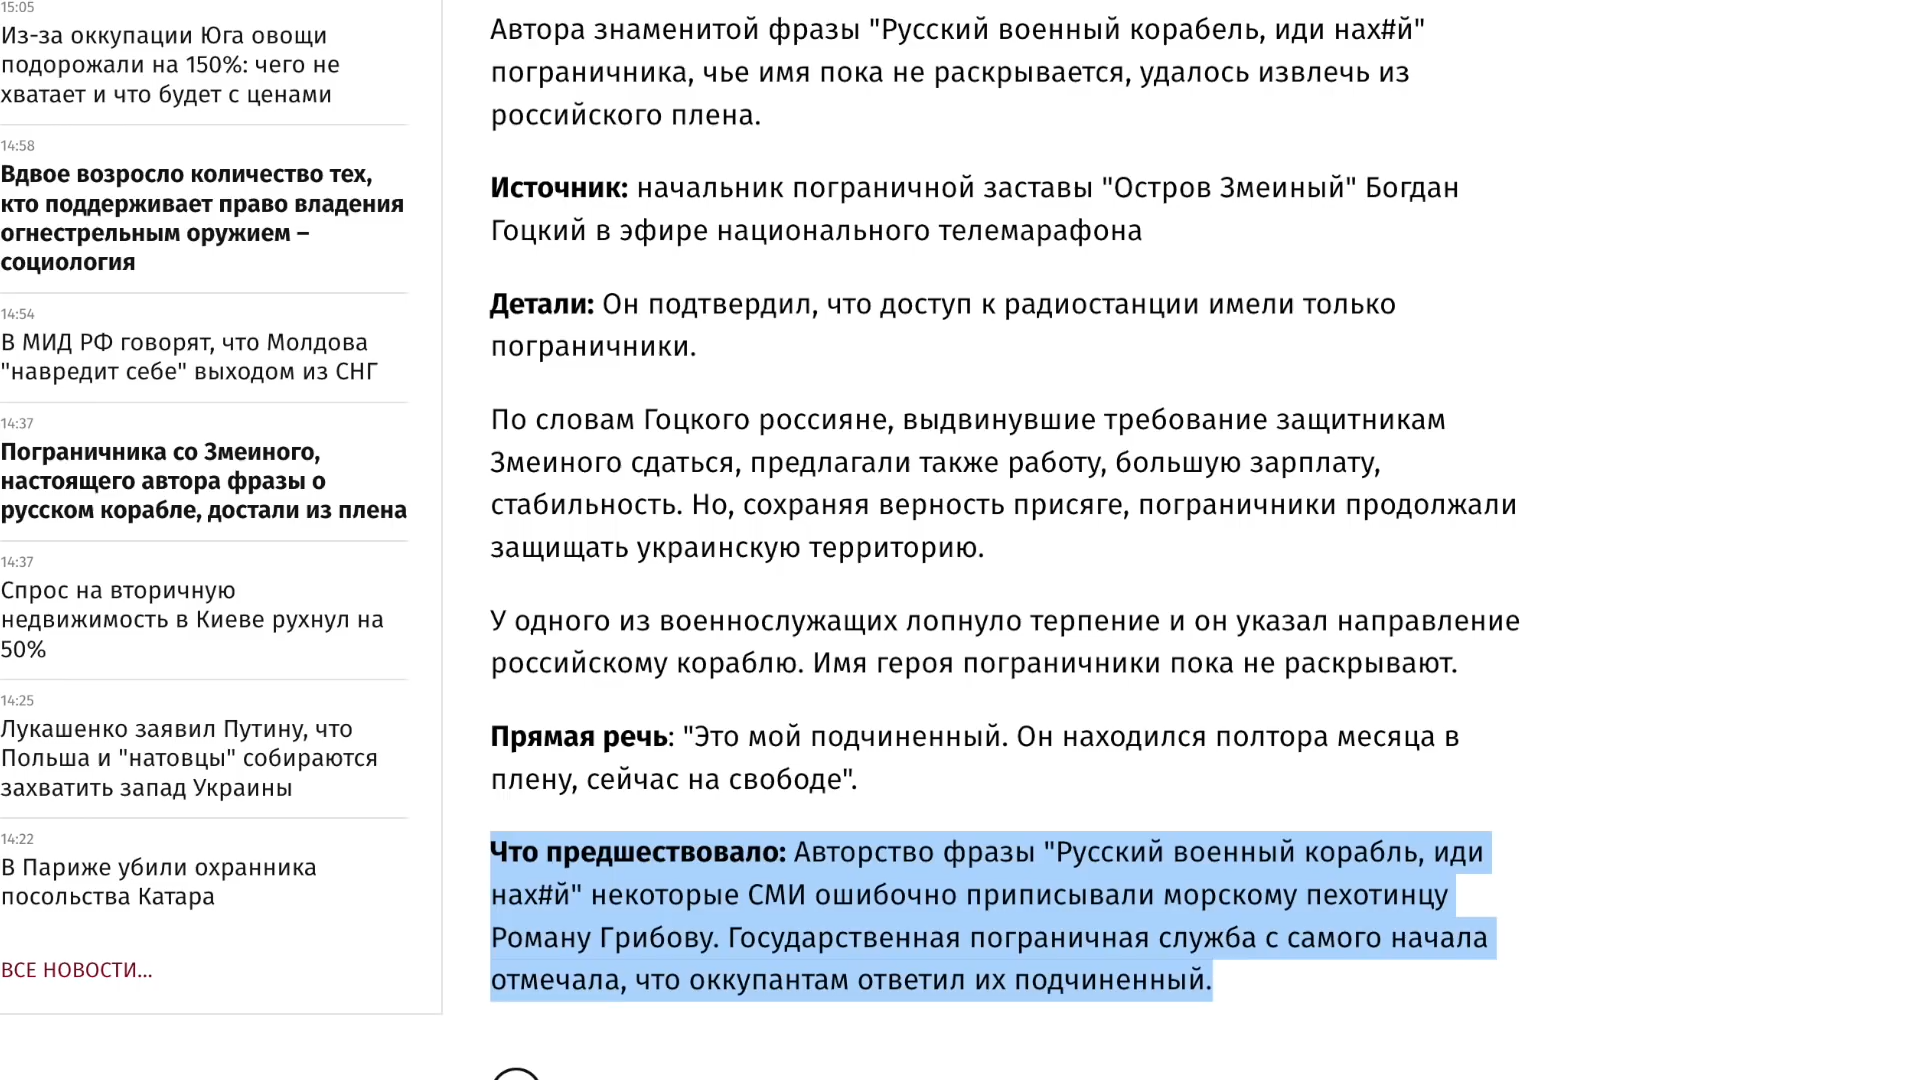 15:05
Из-за оккупации Юга овощи
подорожали на 150%: чего не
хватает и что будет с ценами
14:58
Вдвое возросло количество тех,
кто поддерживает право владения
огнестрельным оружием –
социология
14:54
В МИД РФ говорят, что Молдова
"навредит себе" выходом из СНГ
14:37
Пограничника со Змеиного,
настоящего автора фразы о
русском корабле, достали из плена
14:37
Спрос на вторичную
недвижимость в Киеве рухнул на
50%
14:25
Лукашенко заявил Путину, что
Польша и "натовцы" собираются
захватить запад Украины
14:22
В Париже убили охранника
посольства Катара
ВСЕ НОВОСТИ...
Автора знаменитой фразы "Русский военный корабель, иди нах#й"
пограничника, чье имя пока не раскрывается, удалось извлечь из
российского плена.
Источник: начальник пограничной заставы "Остров Змеиный" Богдан
Гоцкий в эфире национального телемарафона
Детали: Он подтвердил, что доступ к радиостанции имели только
пограничники.
По словам Гоцкого россияне, выдвинувшие требование защитникам
Змеиного сдаться, предлагали также работу, большую зарплату,
стабильность. Но, сохраняя верность присяге, пограничники продолжали
защищать украинскую территорию.
У одного из военнослужащих лопнуло терпение и он указал направление
российскому кораблю. Имя героя пограничники пока не раскрывают.
Прямая речь: "Это мой подчиненный. Он находился полтора месяца в
плену, сейчас на свободе".
Что предшествовало: Авторство фразы "Русский военный корабль, иди
нах#й" некоторые СМИ ошибочно приписывали морскому пехотинцу
Роману Грибову. Государственная пограничная служба с самого начала
отмечала, что оккупантам ответил их подчиненный.